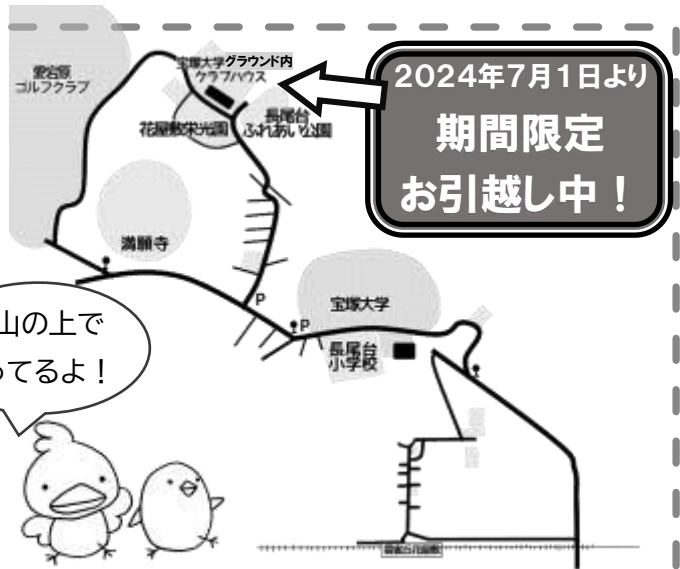 愛宕原
ゴルフクラブ
宝塚大学グラウンド内
クラブハウス
花屋敷栄光園
長尾台
ふれあい公園
2024年7月1日より
期間限定
お引越し中！
満願寺
山の上で
てるよ！
P
P
宝塚大学
長尾台
小学校